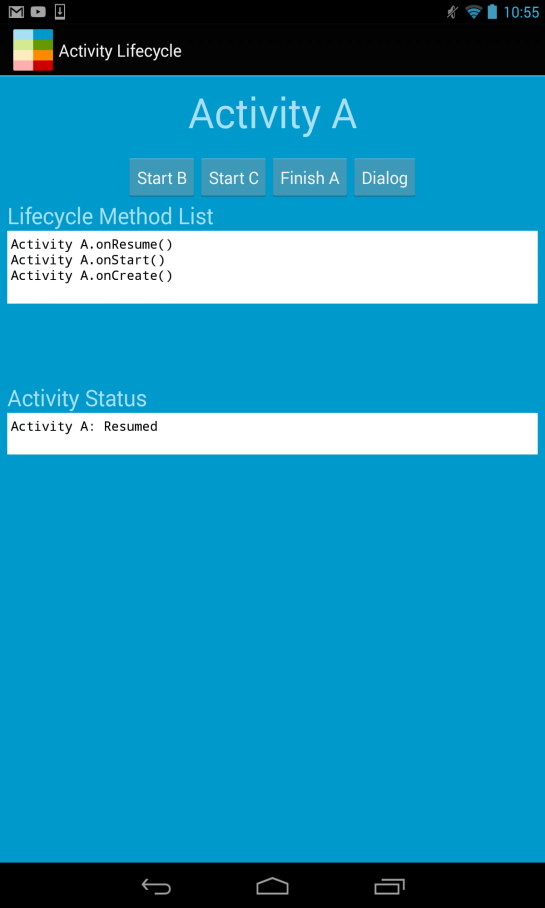 10:55
Activity Lifecycle
Activity A
Start B Start C Finish A Dialog
Lifecycle Method List
Activity A.onResume()
Activity A.onStart()
Activity A.onCreate()
Activity Status
Activity A: Resumed